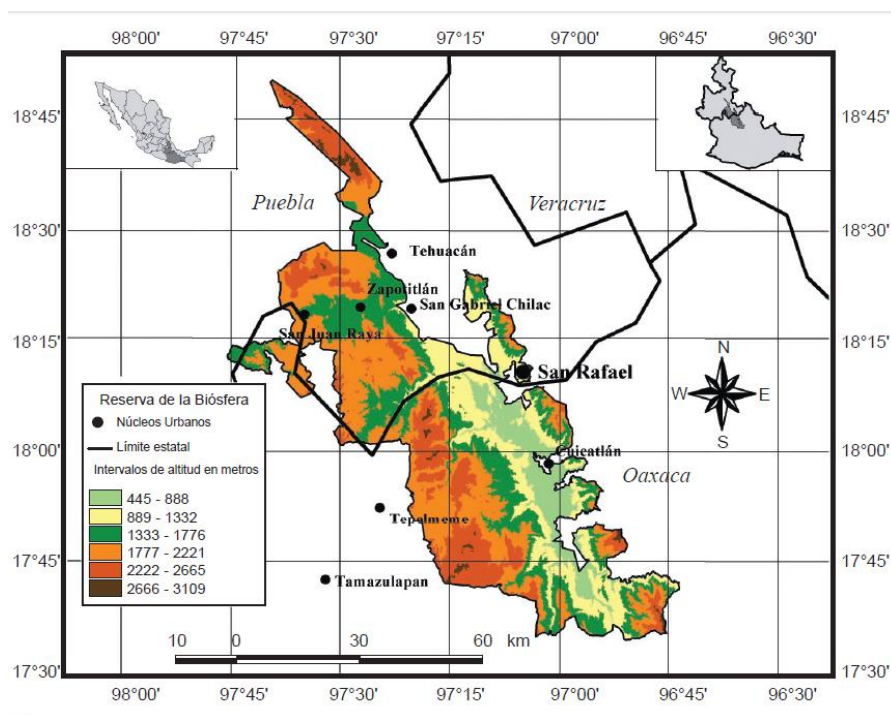 98°00' 97°45' 97°30' 97°15' 97°00' 96°45' 96°30'
18°45' 18°45'
Puebla Veracruz
18°30' 18°30'
Tehuacán
Zapotitlán
San Gabriel Chilac
San Juan Raya
18°15' 18°15'
San Rafael
N
W E
S
Reserva de la Biósfera
Núcleos Urbanos
Límite estatal
Intervalos de altitud en metros
445 - 888
889 - 1332
1333 - 1776
1777 - 2221
2222 - 2665
2666 - 3109
18°00' 18°00'
Cuicatlán
Oaxaca
Tepelmeme
17°45' 17°45'
Tamazulapan
10 0 30 60 km
17°30' 17°30'
98°00' 97°45' 97°30' 97°15' 97°00' 96°45' 96°30'